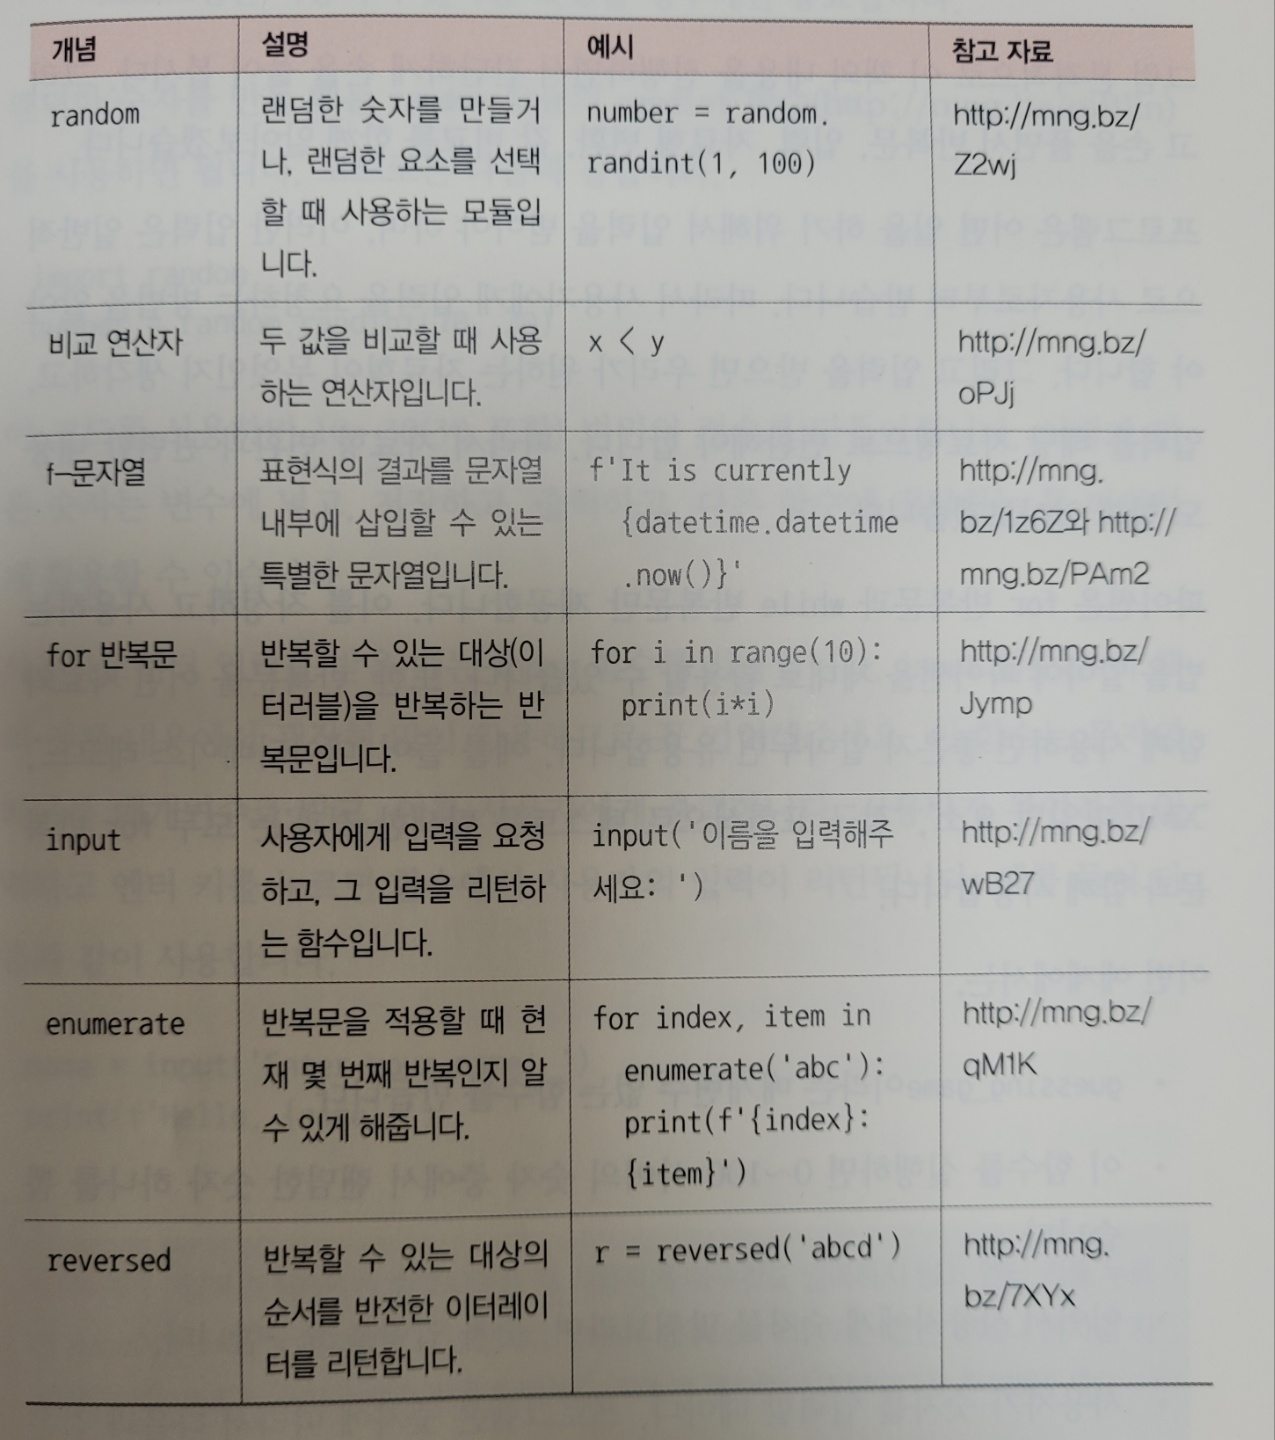 개념 설명 예시 참고 자료
random
랜덤한 숫자를 만들거
나, 랜덤한 요소를 선택
할 때 사용하는 모듈입
니다.
number = random.
randint(1, 100)
http://mng.bz/
Z2wj
비교 연산자
두 값을 비교할 때 사용
하는 연산자입니다.
x < y
http://mng.bz/
oPJj
f-문자열
표현식의 결과를 문자열
내부에 삽입할 수 있는
특별한 문자열입니다.
f'It is currently
{datetime.datetime
.now()}'
http://mng.
bz/1z6Z와 http://
mng.bz/PAm2
for 반복문
반복할 수 있는 대상(이
터러블)을 반복하는 반
복문입니다.
for i in range(10):
print(i*i)
http://mng.bz/
Jymp
input
사용자에게 입력을 요청
하고, 그 입력을 리턴하
는 함수입니다.
input('이름을 입력해주
세요: ')
http://mng.bz/
wB27
enumerate
반복문을 적용할 때 현
재 몇 번째 반복인지 알
수 있게 해줍니다.
for index, item in
enumerate('abc'):
print(f'{index}:
{item}')
http://mng.bz/
qM1K
reversed
반복할 수 있는 대상의
순서를 반전한 이터레이
터를 리턴합니다.
r = reversed('abcd')
http://mng.
bz/7XYx